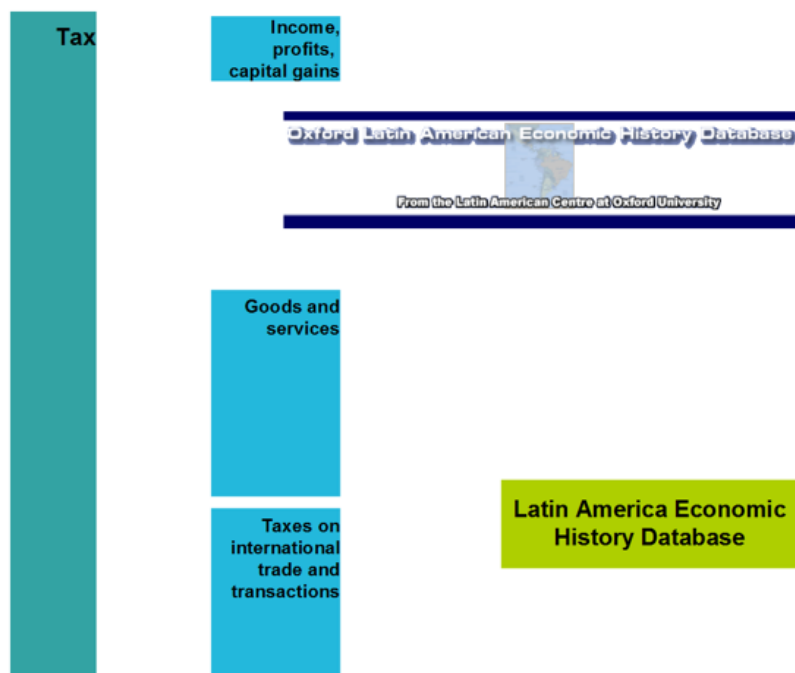 Tax
Income,
profits,
capital gains
Oxford Latin American Economic History Database
From the Latin American Centre at Oxford University
Goods and
services
Taxes on
international
trade and
transactions
Latin America Economic
History Database